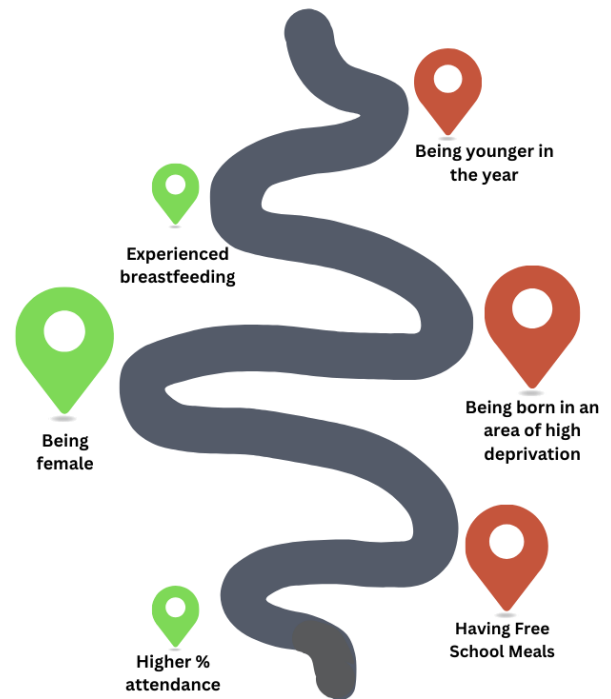 Being younger in
the year
Experienced
breastfeeding
Being
female
Being born in an
area of high
deprivation
Having Free
School Meals
Higher %
attendance